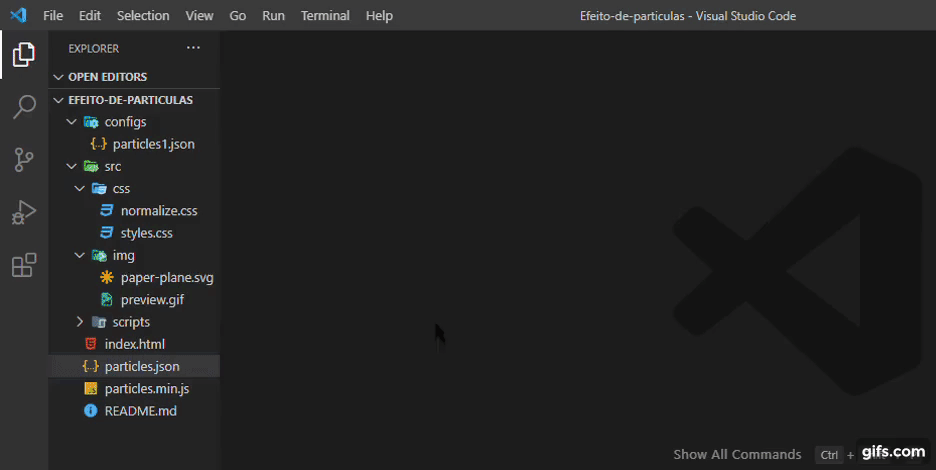 File Edit Selection View Go Run Terminal Help Efeito-de-particulas - Visual Studio Code
EXPLORER ...
OPEN EDITORS
EFEITO-DE-PARTICULAS
configs
{..} particles1.json
src
css
normalize.css
styles.css
img
paper-plane.svg
preview.gif
scripts
index.html
{..} particles.json
particles.min.js
README.md
Show All Commands Ctrl +
gifs.com